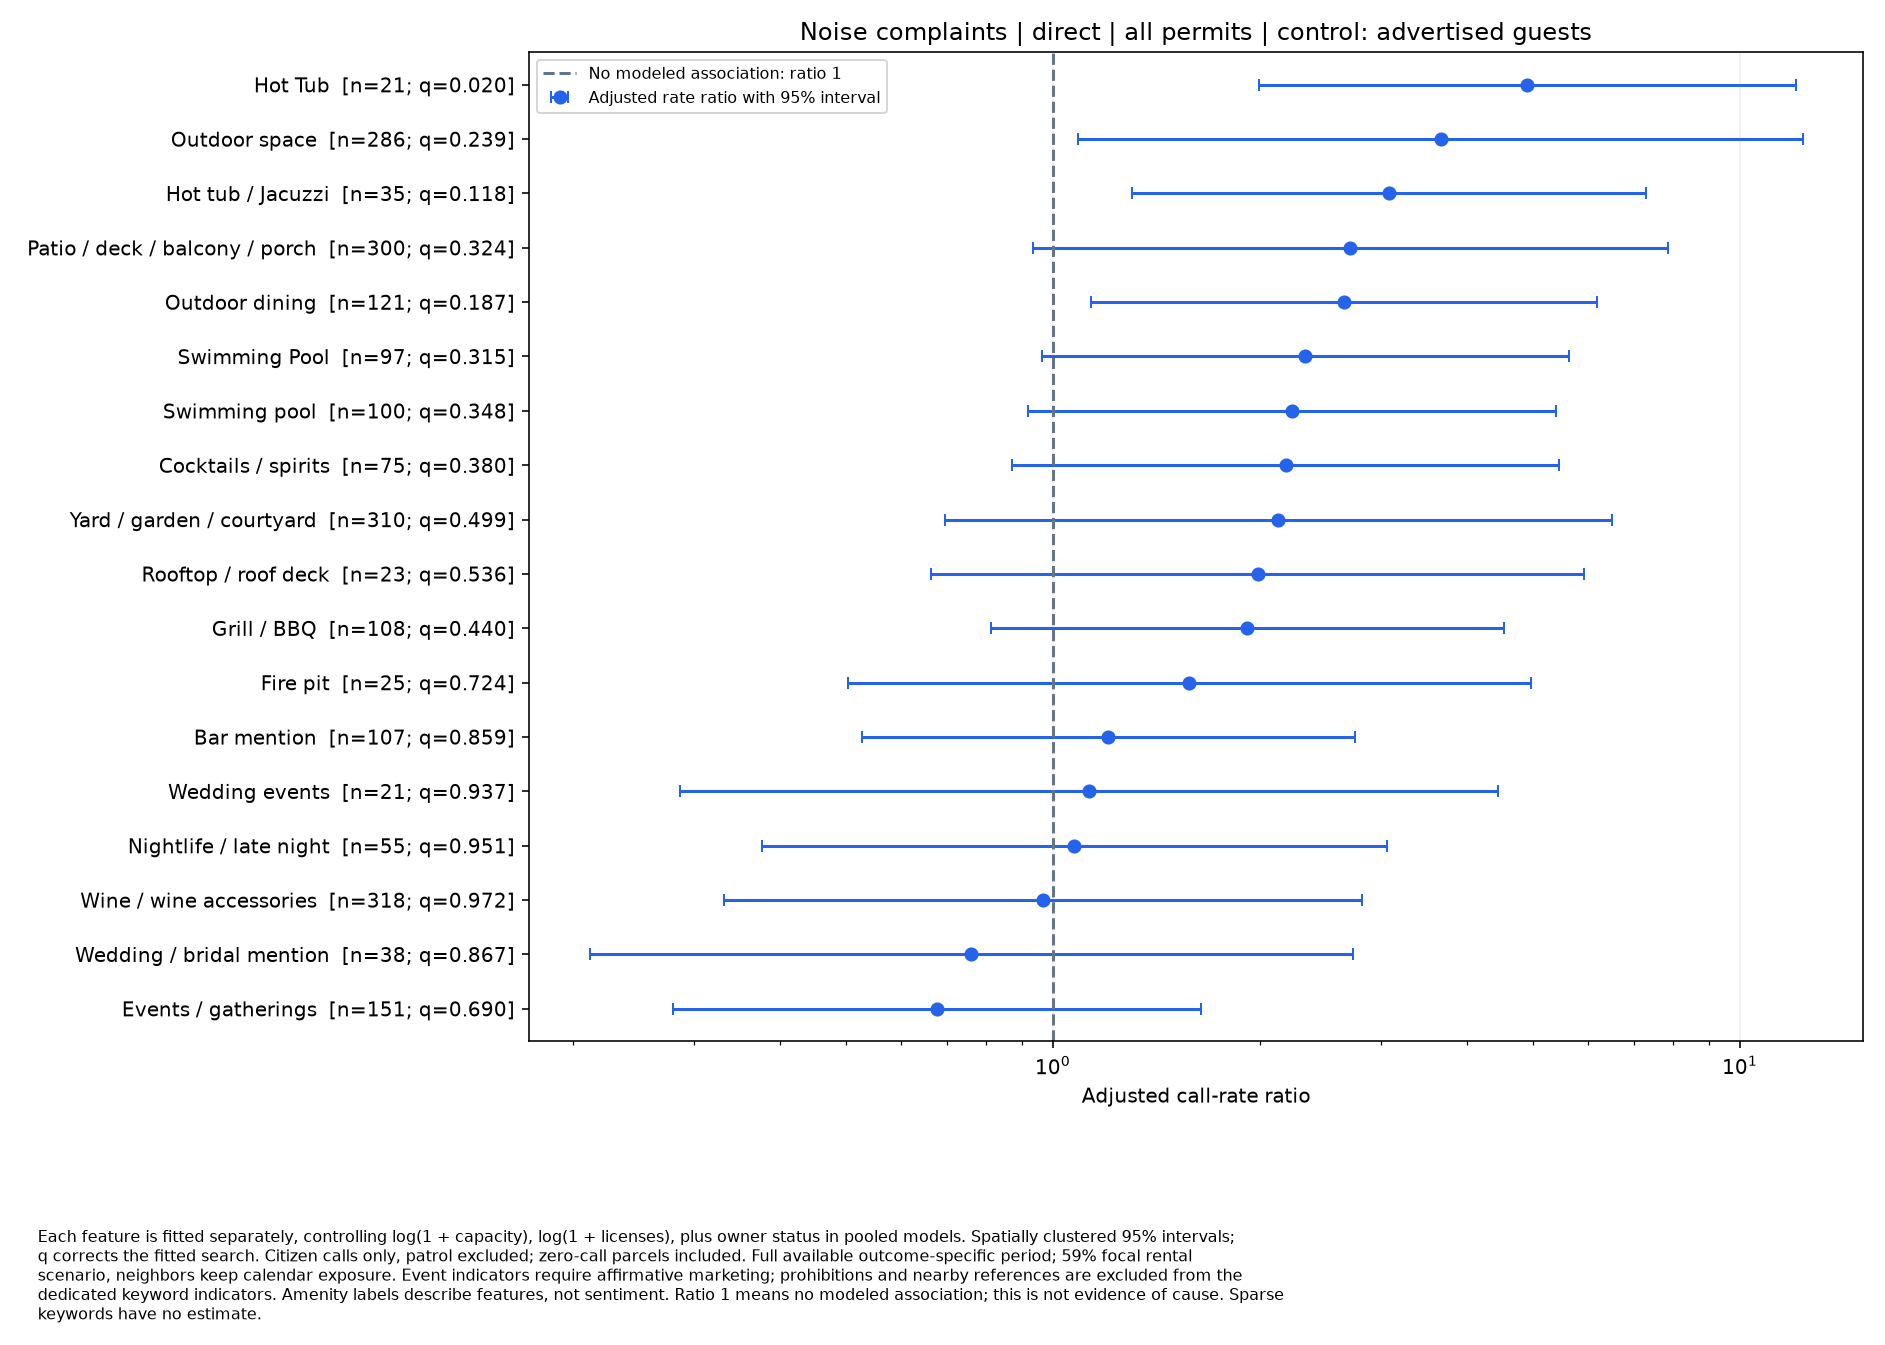 Noise complaints | direct | all permits | control: advertised guests
No modeled association: ratio 1
Adjusted rate ratio with 95% interval
Hot Tub [n=21; q=0.020]
Outdoor space [n=286; q=0.239]
Hot tub / Jacuzzi [n=35; q=0.118]
Patio / deck / balcony / porch [n=300; q=0.324]
Outdoor dining [n=121; q=0.187]
Swimming Pool [n=97; q=0.315]
Swimming pool [n=100; q=0.348]
Cocktails / spirits [n=75; q=0.380]
Yard / garden / courtyard [n=310; q=0.499]
Rooftop / roof deck [n=23; q=0.536]
Grill / BBQ [n=108; q=0.440]
Fire pit [n=25; q=0.724]
Bar mention [n=107; q=0.859]
Wedding events [n=21; q=0.937]
Nightlife / late night [n=55; q=0.951]
Wine / wine accessories [n=318; q=0.972]
Wedding / bridal mention [n=38; q=0.867]
Events / gatherings [n=151; q=0.690]
10⁰ 10¹
Adjusted call-rate ratio
Each feature is fitted separately, controlling log(1 + capacity), log(1 + licenses), plus owner status in pooled models. Spatially clustered 95% intervals;
q corrects the fitted search. Citizen calls only, patrol excluded; zero-call parcels included. Full available outcome-specific period; 59% focal rental
scenario, neighbors keep calendar exposure. Event indicators require affirmative marketing; prohibitions and nearby references are excluded from the
dedicated keyword indicators. Amenity labels describe features, not sentiment. Ratio 1 means no modeled association; this is not evidence of cause. Sparse
keywords have no estimate.